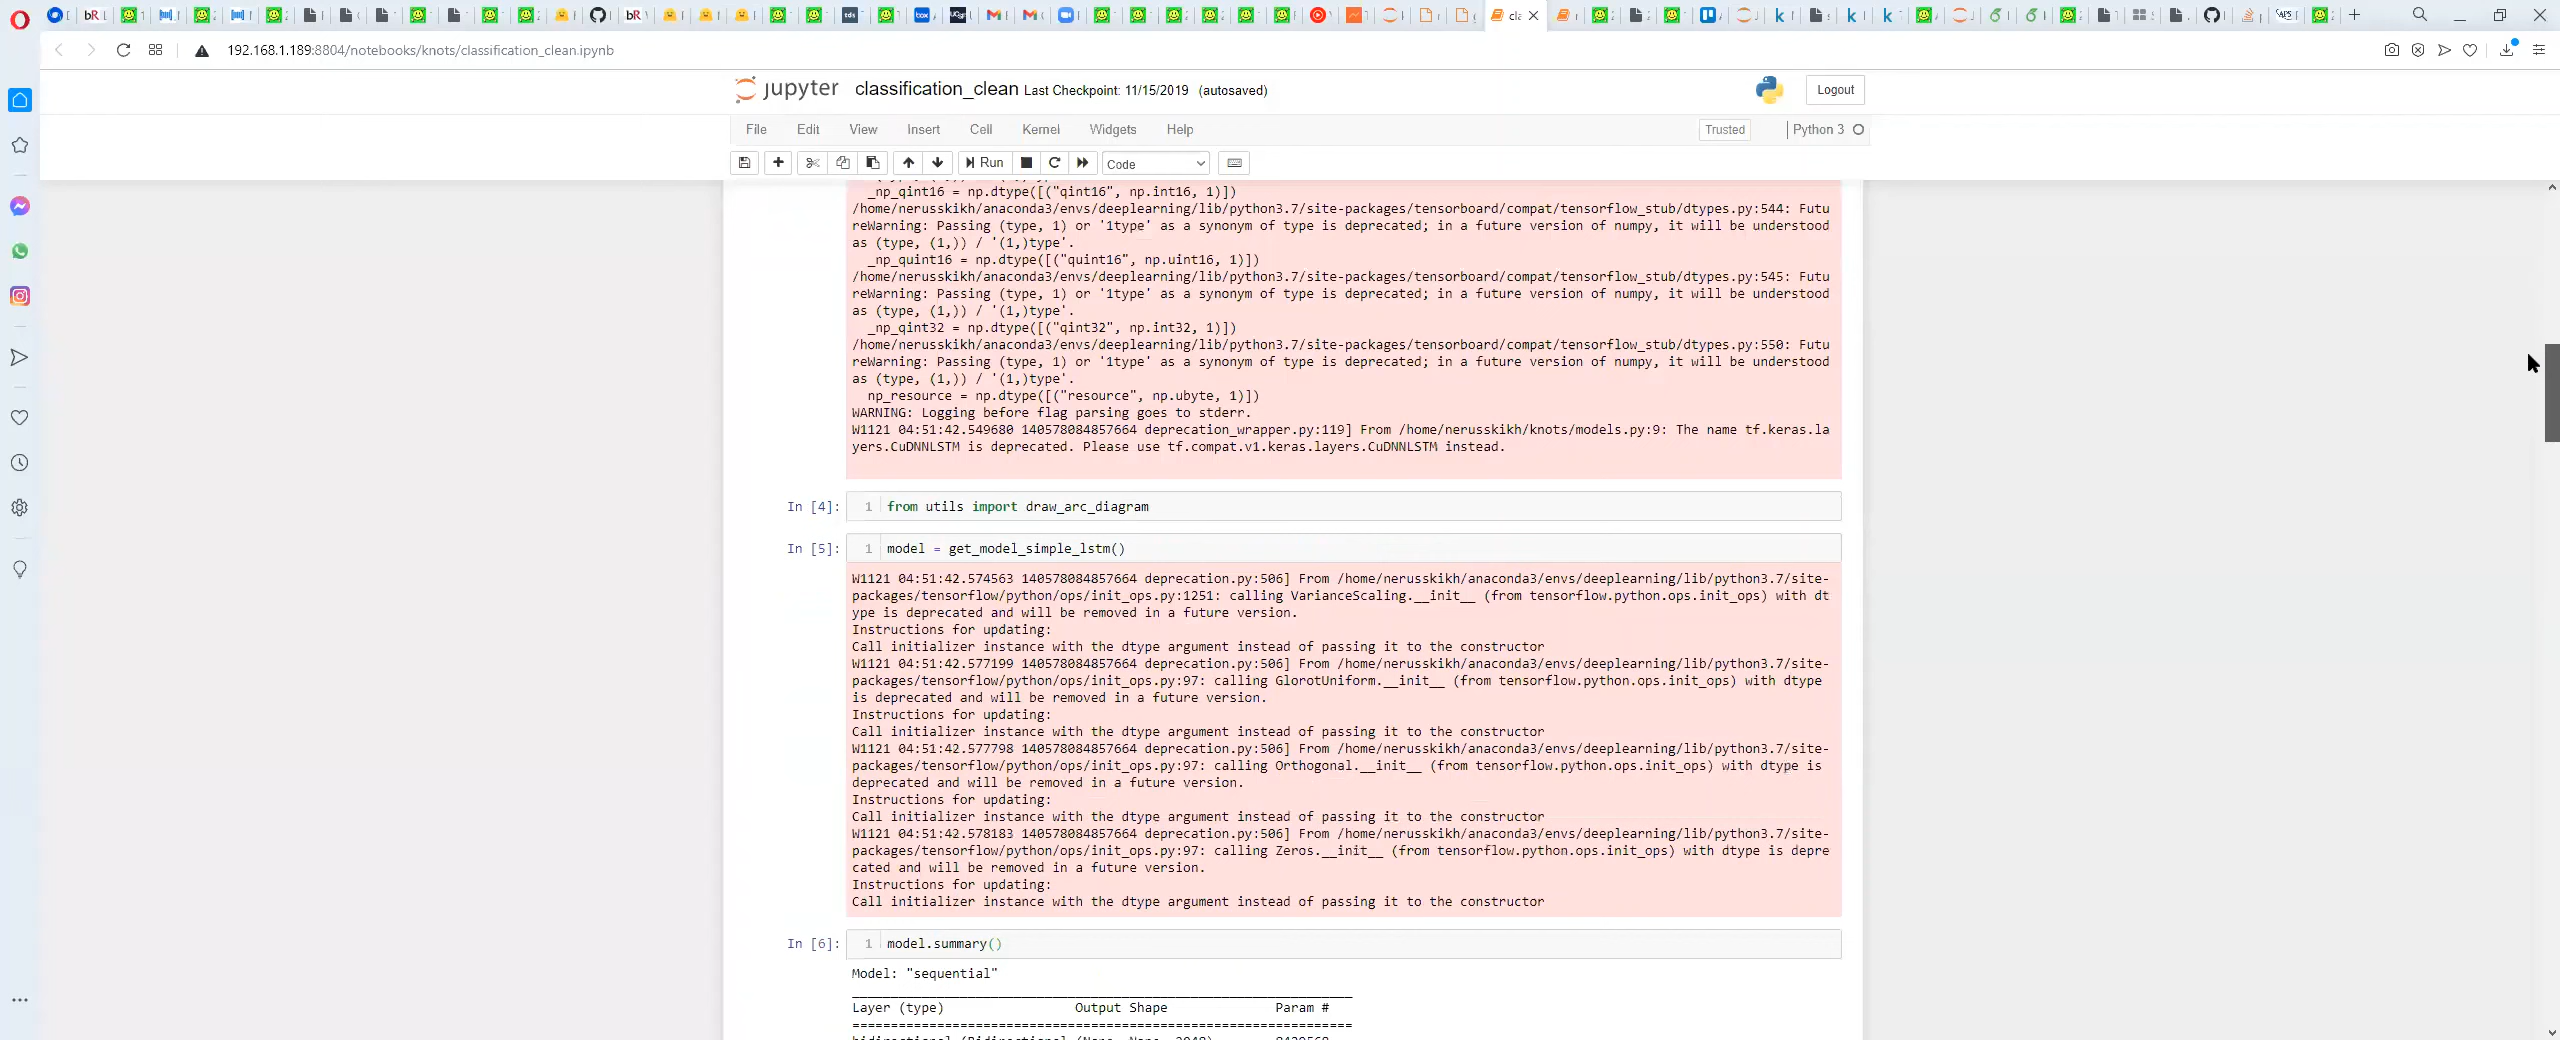 192.168.1.189:8804/notebooks/knots/classification_clean.ipynb
jupyter classification_clean Last Checkpoint: 11/15/2019 (autosaved)
Logout
File Edit View Insert Cell Kernel Widgets Help
Trusted Python 3
Run Code
_np_qint16 = np.dtype([("qint16", np.int16, 1)])
/home/nerusskikh/anaconda3/envs/deeplearning/lib/python3.7/site-packages/tensorboard/compat/tensorflow_stub/dtypes.py:544: Futu
reWarning: Passing (type, 1) or '1type' as a synonym of type is deprecated; in a future version of numpy, it will be understood
as (type, (1,)) / '(1,)type'.
_np_quint16 = np.dtype([("quint16", np.uint16, 1)])
/home/nerusskikh/anaconda3/envs/deeplearning/lib/python3.7/site-packages/tensorboard/compat/tensorflow_stub/dtypes.py:545: Futu
reWarning: Passing (type, 1) or '1type' as a synonym of type is deprecated; in a future version of numpy, it will be understood
as (type, (1,)) / '(1,)type'.
_np_qint32 = np.dtype([("qint32", np.int32, 1)])
/home/nerusskikh/anaconda3/envs/deeplearning/lib/python3.7/site-packages/tensorboard/compat/tensorflow_stub/dtypes.py:550: Futu
reWarning: Passing (type, 1) or '1type' as a synonym of type is deprecated; in a future version of numpy, it will be understood
as (type, (1,)) / '(1,)type'.
np_resource = np.dtype([("resource", np.ubyte, 1)])
WARNING: Logging before flag parsing goes to stderr.
W1121 04:51:42.549680 140578084857664 deprecation_wrapper.py:119] From /home/nerusskikh/knots/models.py:9: The name tf.keras.la
yers.CuDNNLSTM is deprecated. Please use tf.compat.v1.keras.layers.CuDNNLSTM instead.
In [4]: 1 from utils import draw_arc_diagram
In [5]: 1 model = get_model_simple_lstm()
W1121 04:51:42.574563 140578084857664 deprecation.py:506] From /home/nerusskikh/anaconda3/envs/deeplearning/lib/python3.7/site-
packages/tensorflow/python/ops/init_ops.py:1251: calling VarianceScaling.__init__ (from tensorflow.python.ops.init_ops) with dt
ype is deprecated and will be removed in a future version.
Instructions for updating:
Call initializer instance with the dtype argument instead of passing it to the constructor
W1121 04:51:42.577199 140578084857664 deprecation.py:506] From /home/nerusskikh/anaconda3/envs/deeplearning/lib/python3.7/site-
packages/tensorflow/python/ops/init_ops.py:97: calling GlorotUniform.__init__ (from tensorflow.python.ops.init_ops) with dtype
is deprecated and will be removed in a future version.
Instructions for updating:
Call initializer instance with the dtype argument instead of passing it to the constructor
W1121 04:51:42.577798 140578084857664 deprecation.py:506] From /home/nerusskikh/anaconda3/envs/deeplearning/lib/python3.7/site-
packages/tensorflow/python/ops/init_ops.py:97: calling Orthogonal.__init__ (from tensorflow.python.ops.init_ops) with dtype is
deprecated and will be removed in a future version.
Instructions for updating:
Call initializer instance with the dtype argument instead of passing it to the constructor
W1121 04:51:42.578183 140578084857664 deprecation.py:506] From /home/nerusskikh/anaconda3/envs/deeplearning/lib/python3.7/site-
packages/tensorflow/python/ops/init_ops.py:97: calling Zeros.__init__ (from tensorflow.python.ops.init_ops) with dtype is depre
cated and will be removed in a future version.
Instructions for updating:
Call initializer instance with the dtype argument instead of passing it to the constructor
In [6]: 1 model.summary()
Model: "sequential"
Layer (type) Output Shape Param #